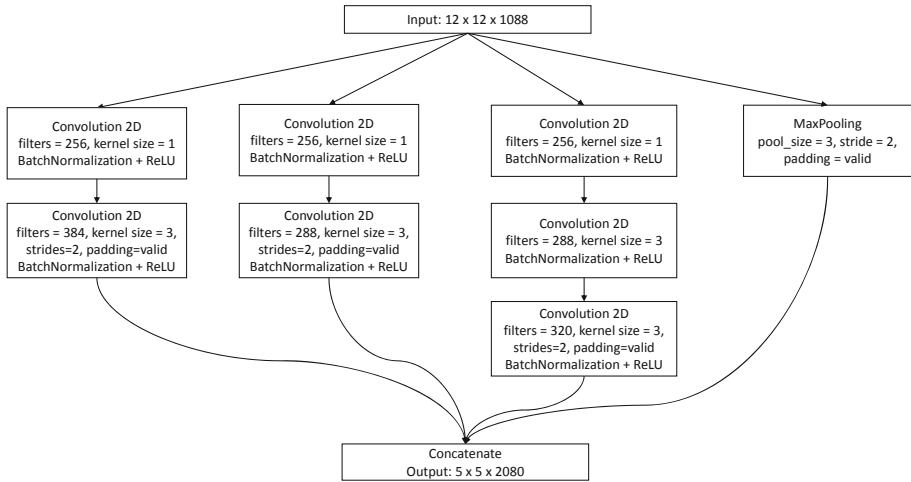 Input: 12 x 12 x 1088
Convolution 2D
filters = 256, kernel size = 1
BatchNormalization + ReLU
Convolution 2D
filters = 384, kernel size = 3,
strides=2, padding=valid
BatchNormalization + ReLU
Convolution 2D
filters = 256, kernel size = 1
BatchNormalization + ReLU
Convolution 2D
filters = 288, kernel size = 3,
strides=2, padding=valid
BatchNormalization + ReLU
Convolution 2D
filters = 256, kernel size = 1
BatchNormalization + ReLU
Convolution 2D
filters = 288, kernel size = 3
BatchNormalization + ReLU
Convolution 2D
filters = 320, kernel size = 3,
strides=2, padding=valid
BatchNormalization + ReLU
MaxPooling
pool_size = 3, stride = 2,
padding = valid
Concatenate
Output: 5 x 5 x 2080